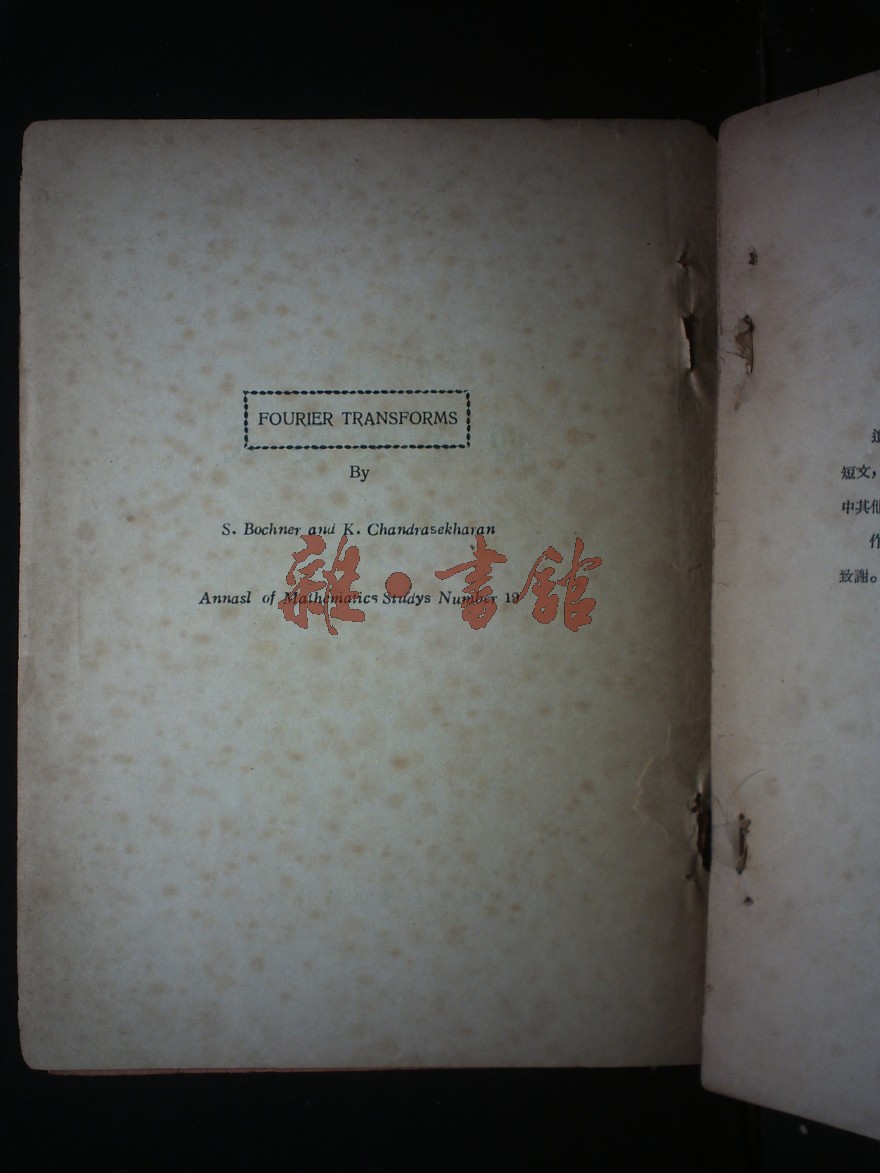 FOURIER TRANSFORMS
By
S. Bochner and K. Chandrasekharan
Annasl of Mathematics Studys Number 19
雜·書館
短文，
中其他
作
致謝。